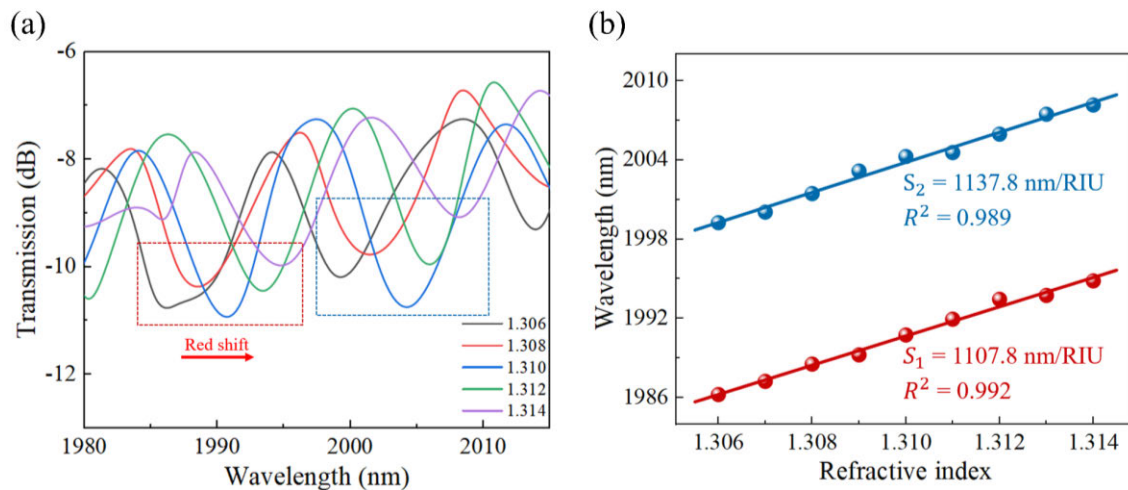 (a)
Transmission (dB)
-6
-8
-10
-12
Red shift
1.306
1.308
1.310
1.312
1.314
1980
1990
2000
2010
Wavelength (nm)
(b)
Wavelength (nm)
2010
2004
1998
1992
1986
S₂ = 1137.8 nm/RIU
R² = 0.989
S₁ = 1107.8 nm/RIU
R² = 0.992
1.306
1.308
1.310
1.312
1.314
Refractive index